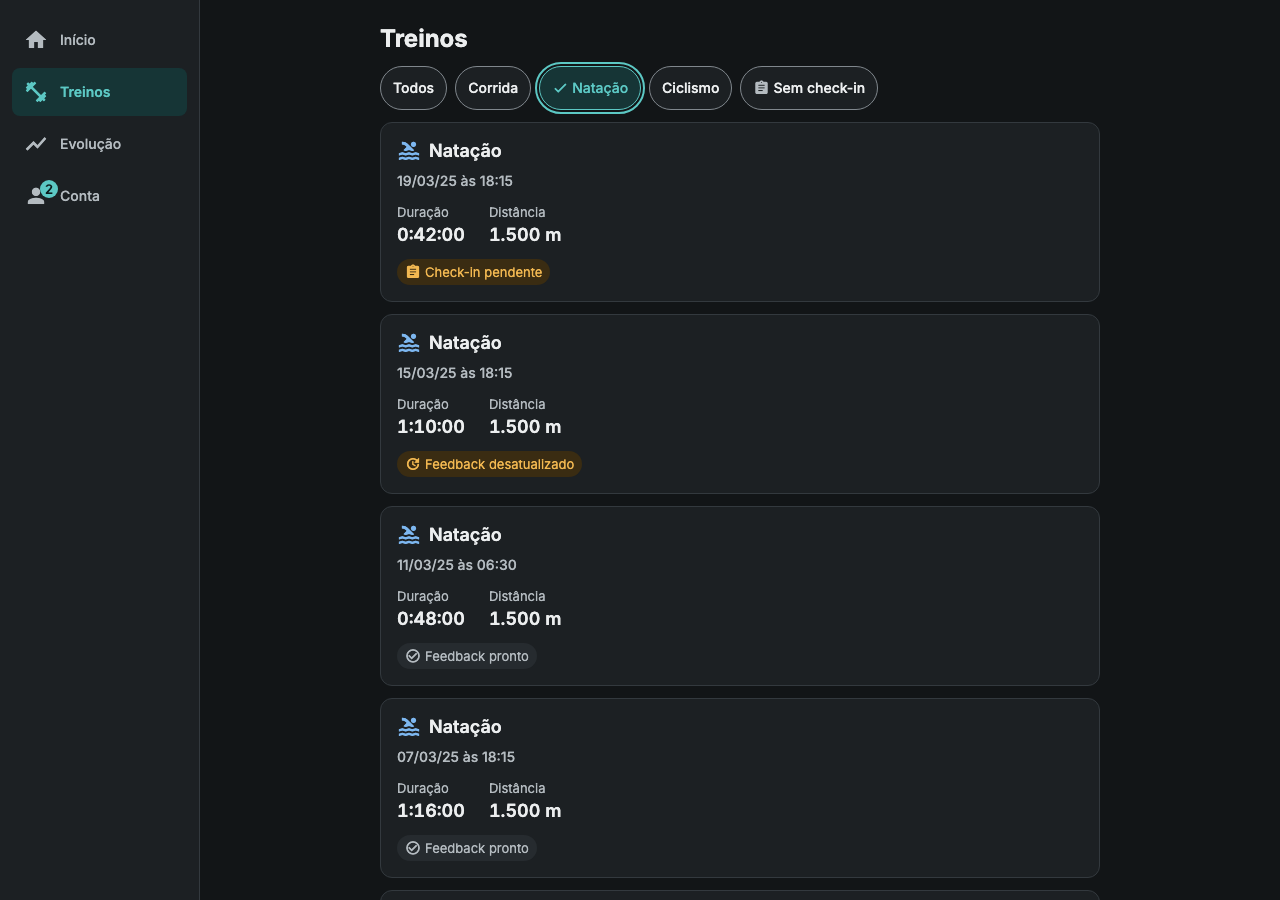 Início
Treinos
Evolução
2
Conta
Treinos
Todos
Corrida
Natação
Ciclismo
Sem check-in
Natação
19/03/25 às 18:15
Duração Distância
0:42:00 1.500 m
Check-in pendente
Natação
15/03/25 às 18:15
Duração Distância
1:10:00 1.500 m
Feedback desatualizado
Natação
11/03/25 às 06:30
Duração Distância
0:48:00 1.500 m
Feedback pronto
Natação
07/03/25 às 18:15
Duração Distância
1:16:00 1.500 m
Feedback pronto